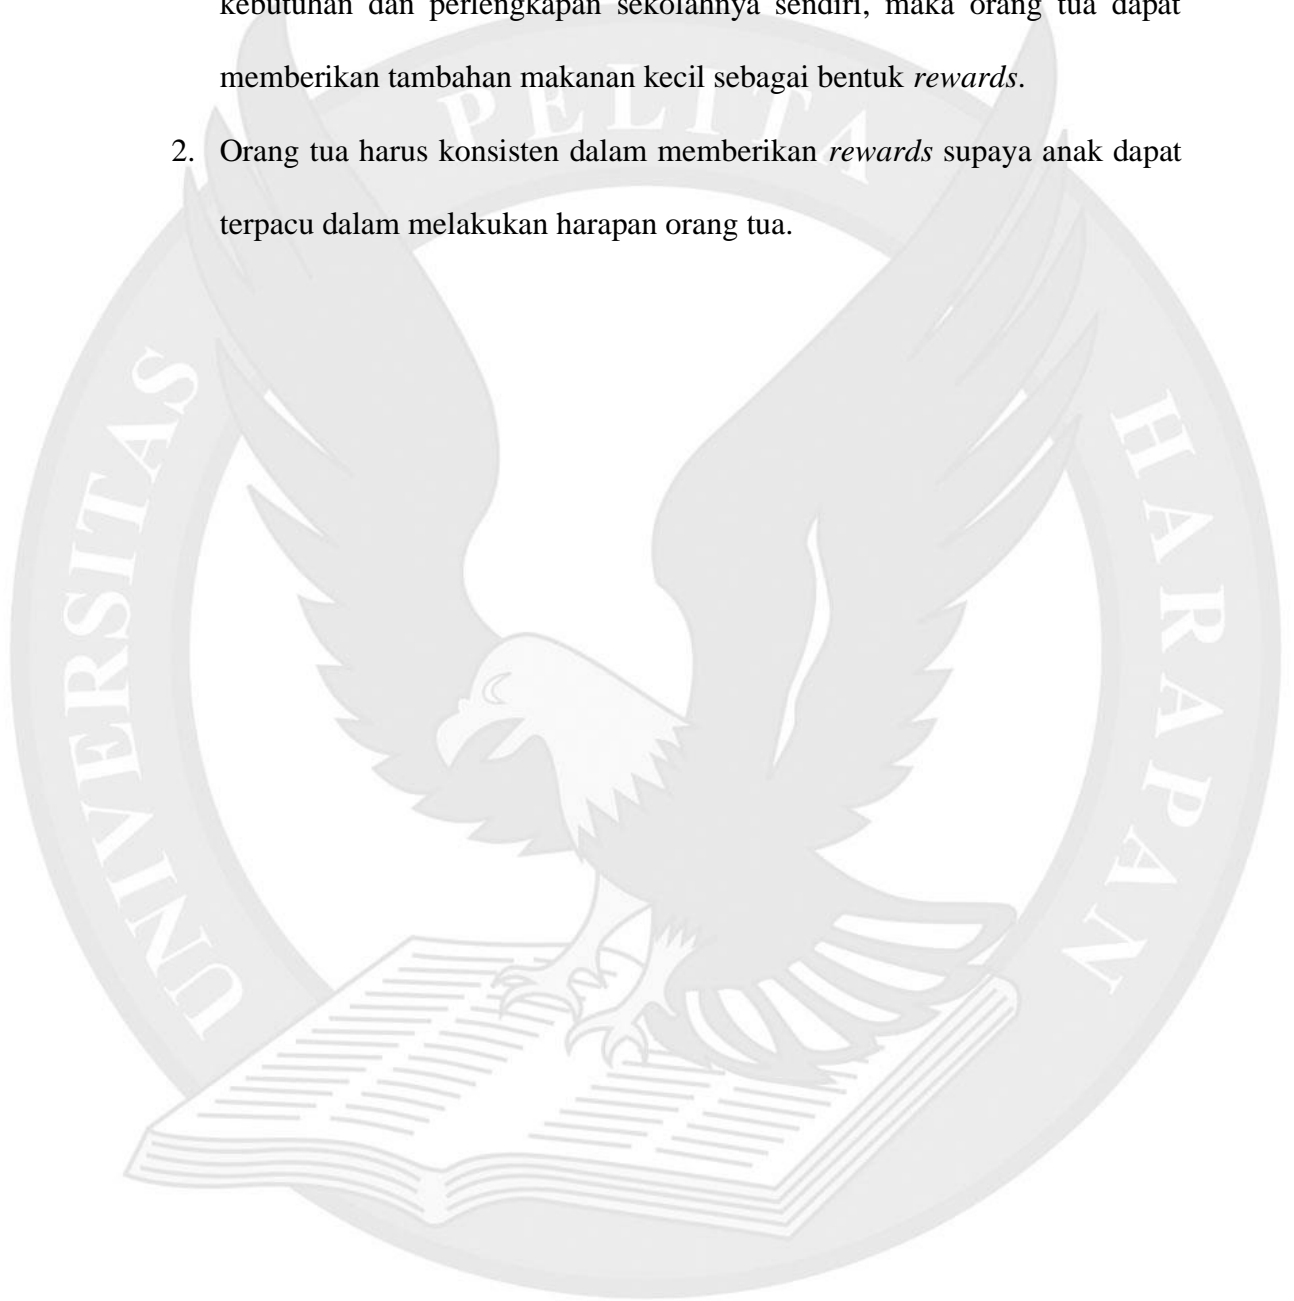 kebutuhan dan perlengkapan sekolahnya sendiri, maka orang tua dapat
memberikan tambahan makanan kecil sebagai bentuk rewards.
2. Orang tua harus konsisten dalam memberikan rewards supaya anak dapat
terpacu dalam melakukan harapan orang tua.
UNIVERSITAS PELITA HARAPAN